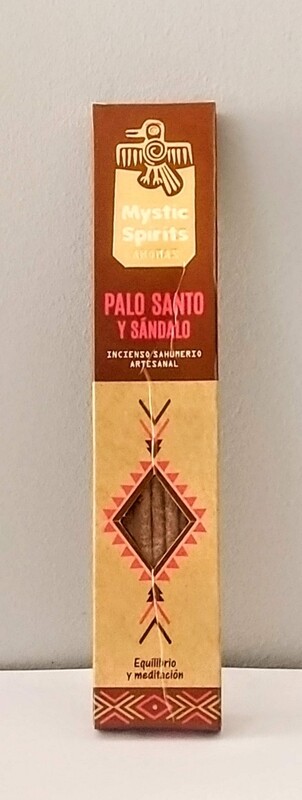 Mystic
Spirits
AROMAS
PALO SANTO
Y SÁNDALO
INCIENSO/SAHUMERIO
ARTESANAL
Equilibrio
y meditación